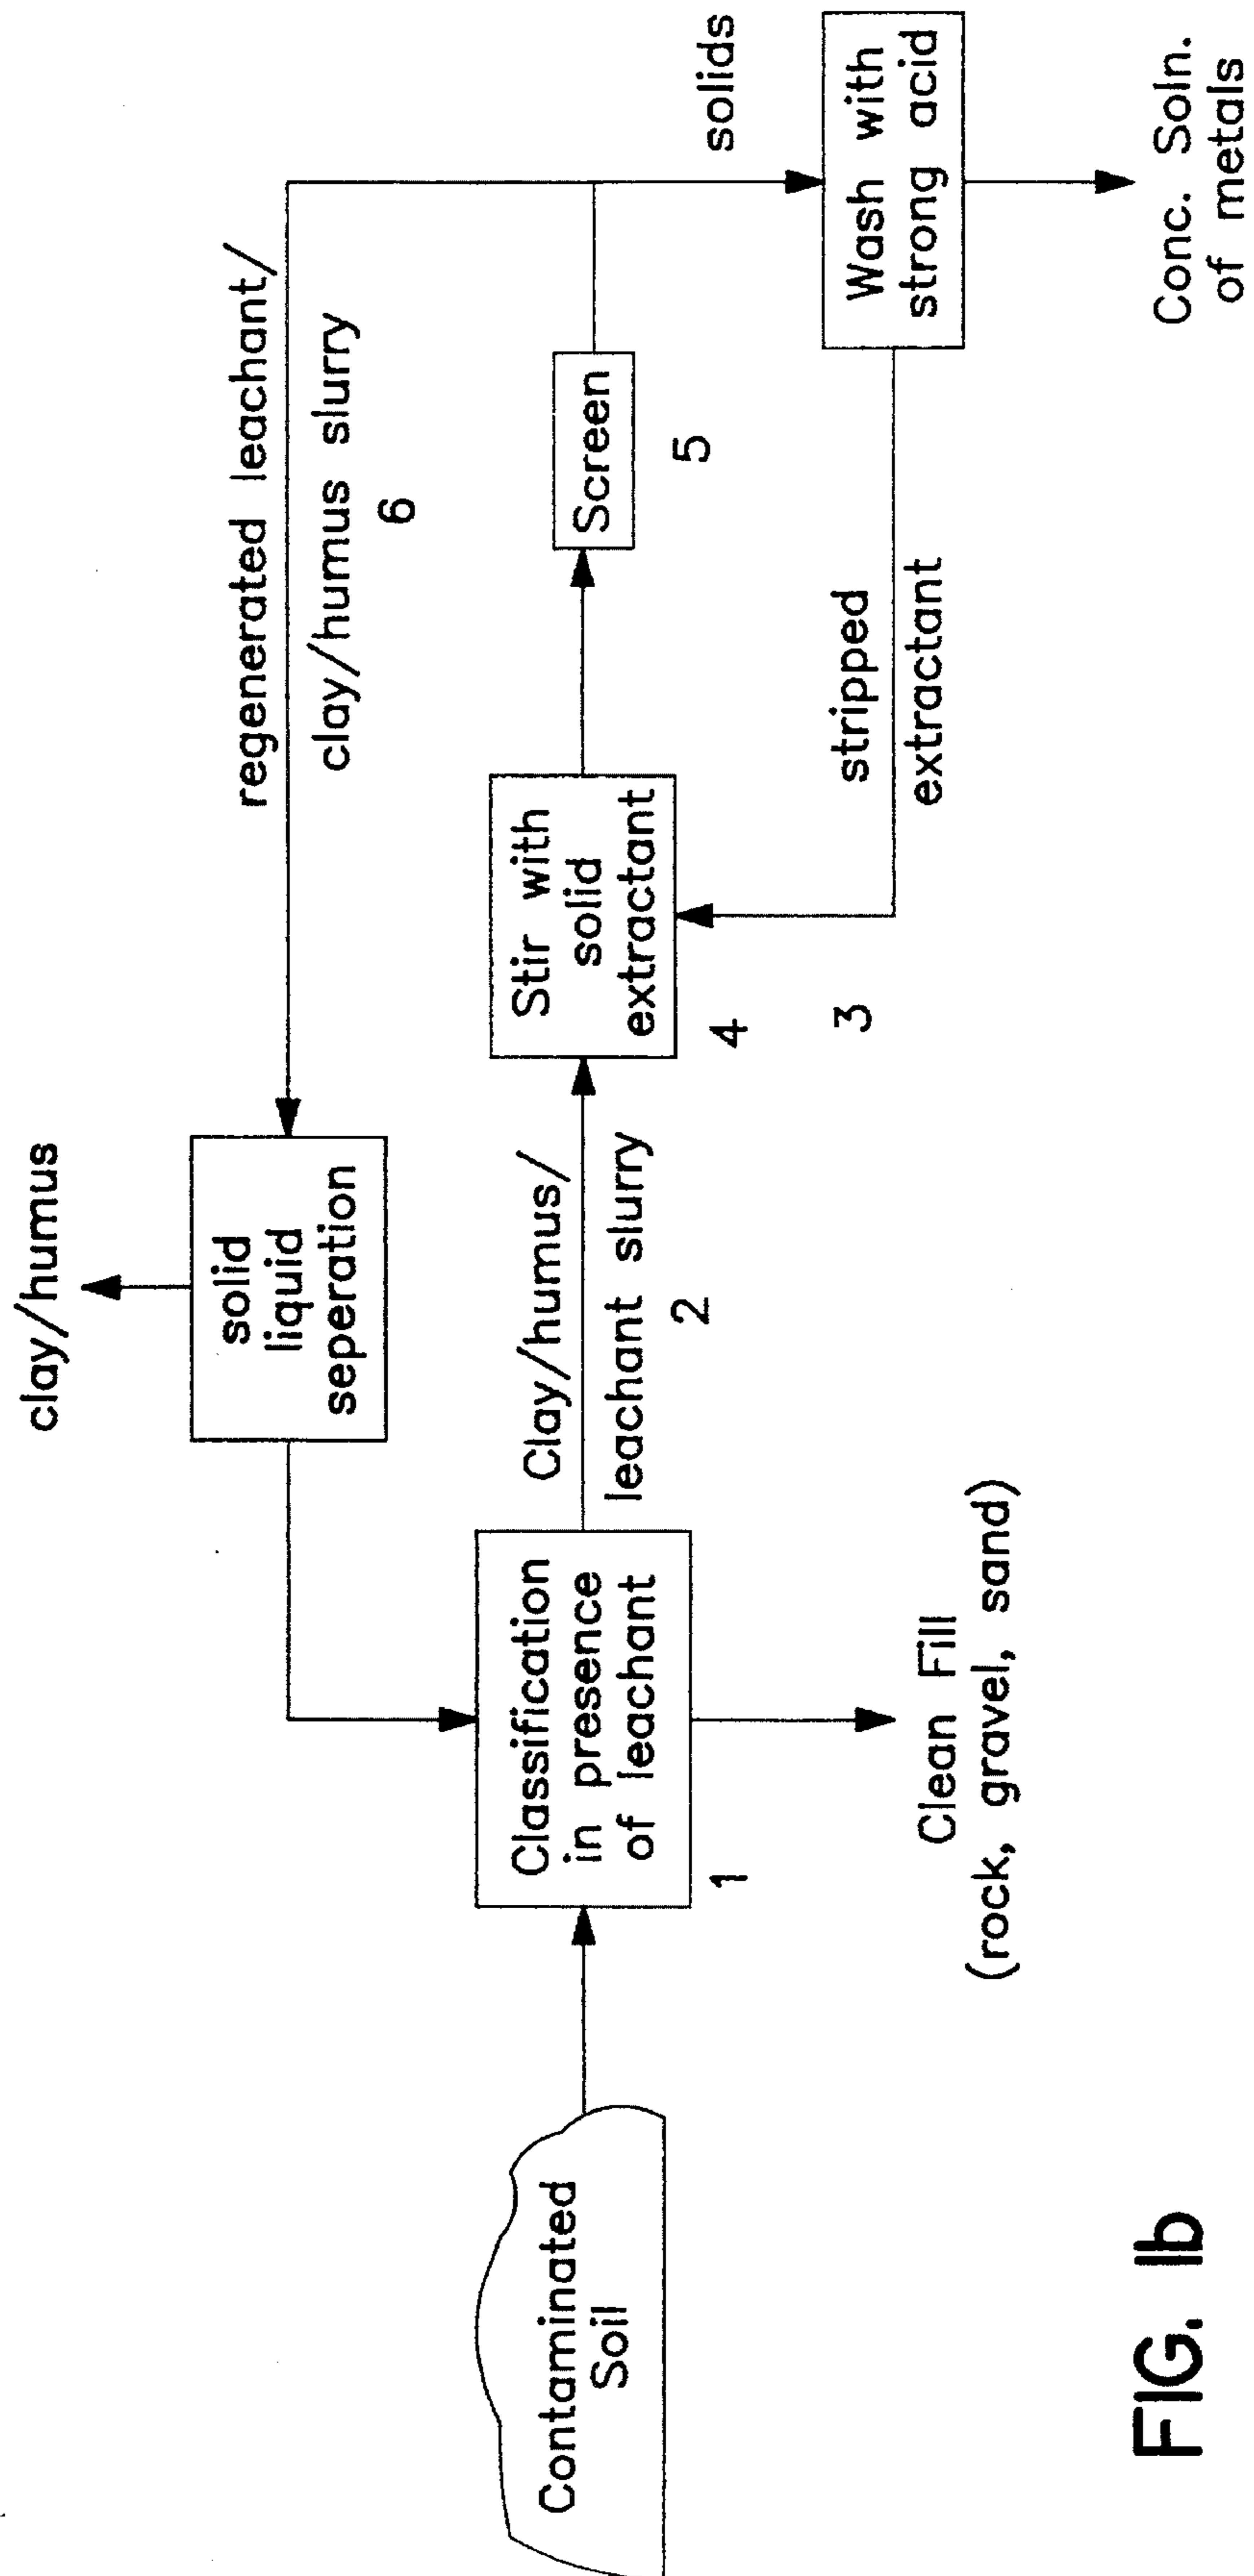 clay/humus
solid
liquid
seperation
regenerated leachant/
clay/humus slurry
6
Contaminated
Soil
Classification
in presence
of leachant
1
Clay/humus/
leachant slurry
2
Stir with
solid
extractant
4
3
Screen
5
solids
stripped
extractant
Wash with
strong acid
Clean Fill
(rock, gravel, sand)
Conc. Soln.
of metals
FIG. 1b